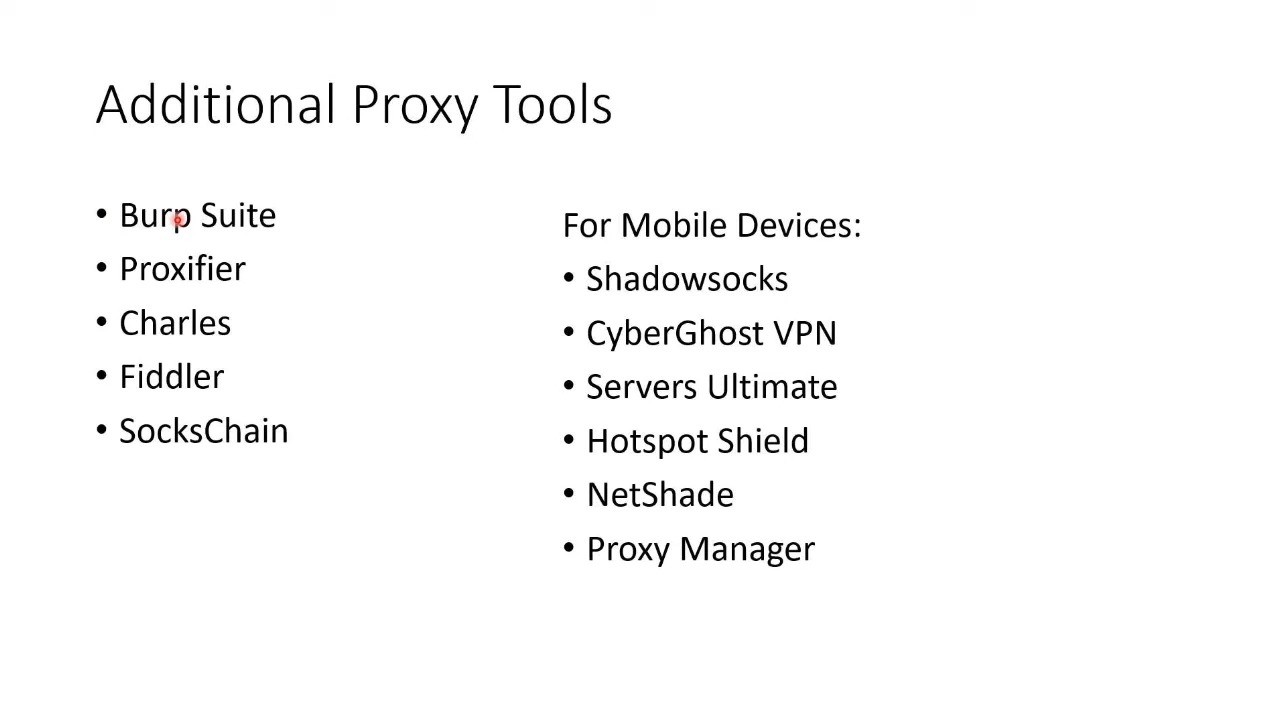 Additional Proxy Tools
• Burp Suite
• Proxifier
• Charles
• Fiddler
• SocksChain
For Mobile Devices:
• Shadowsocks
• CyberGhost VPN
• Servers Ultimate
• Hotspot Shield
• NetShade
• Proxy Manager